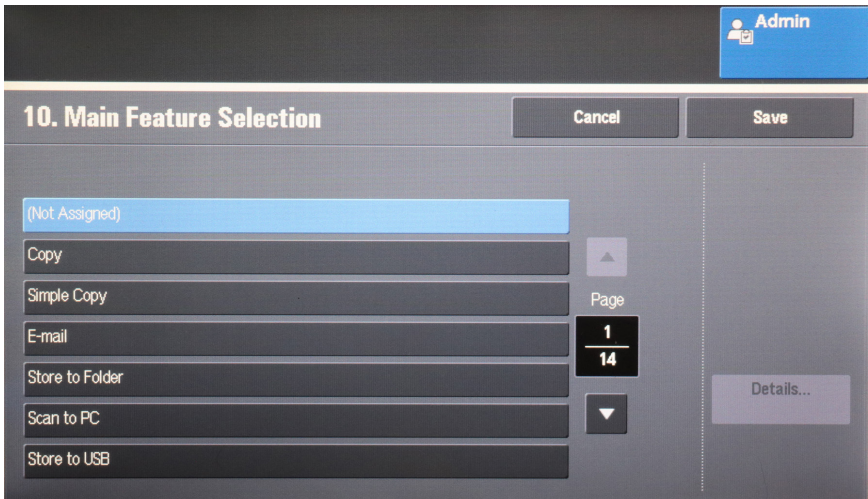 Admin
10. Main Feature Selection
Cancel
Save
(Not Assigned)
Copy
Simple Copy
E-mail
Store to Folder
Scan to PC
Store to USB
Page
1
14
Details...